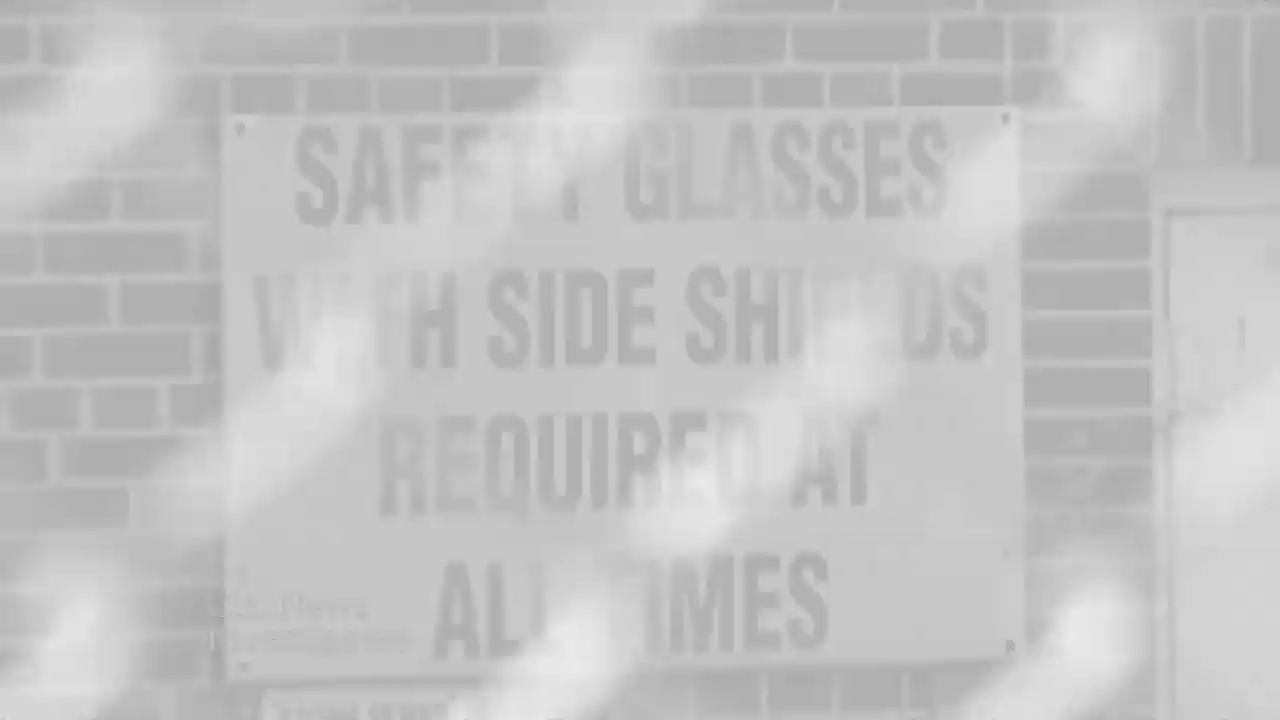 SAFETY GLASSES
WITH SIDE SHIELDS
REQUIRED AT
ALL TIMES